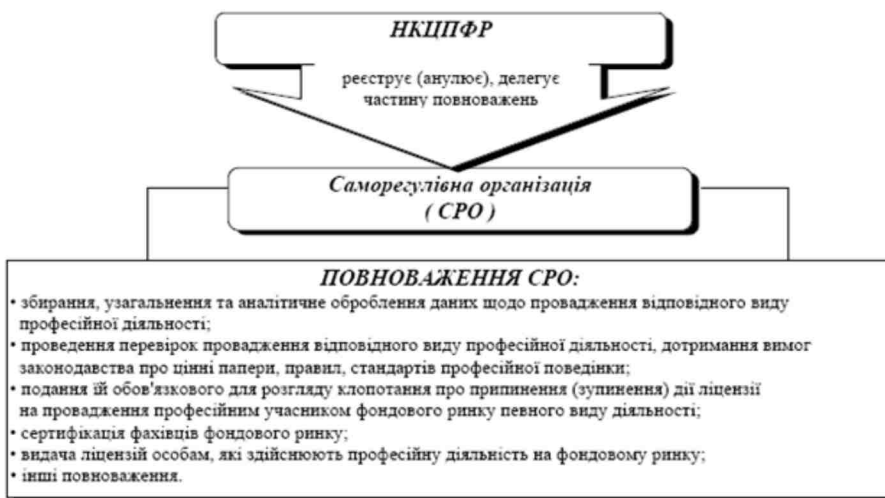 НКЦПФР
реєструє (анулює), делегує
частину повноважень
Саморегулівна організація
( СРО )
ПОВНОВАЖЕННЯ СРО:
• збирання, узагальнення та аналітичне оброблення даних щодо провадження відповідного виду
професійної діяльності;
• проведення перевірок провадження відповідного виду професійної діяльності, дотримання вимог
законодавства про цінні папери, правил, стандартів професійної поведінки;
• подання їй обов'язкового для розгляду клопотання про припинення (зупинення) дії ліцензії
на провадження професійним учасником фондового ринку певного виду діяльності;
• сертифікація фахівців фондового ринку;
• видача ліцензій особам, які здійснюють професійну діяльність на фондовому ринку;
• інші повноваження.